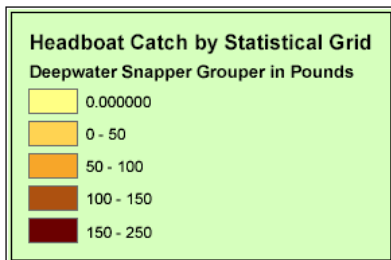 Headboat Catch by Statistical Grid
Deepwater Snapper Grouper in Pounds
0.000000
0 - 50
50 - 100
100 - 150
150 - 250